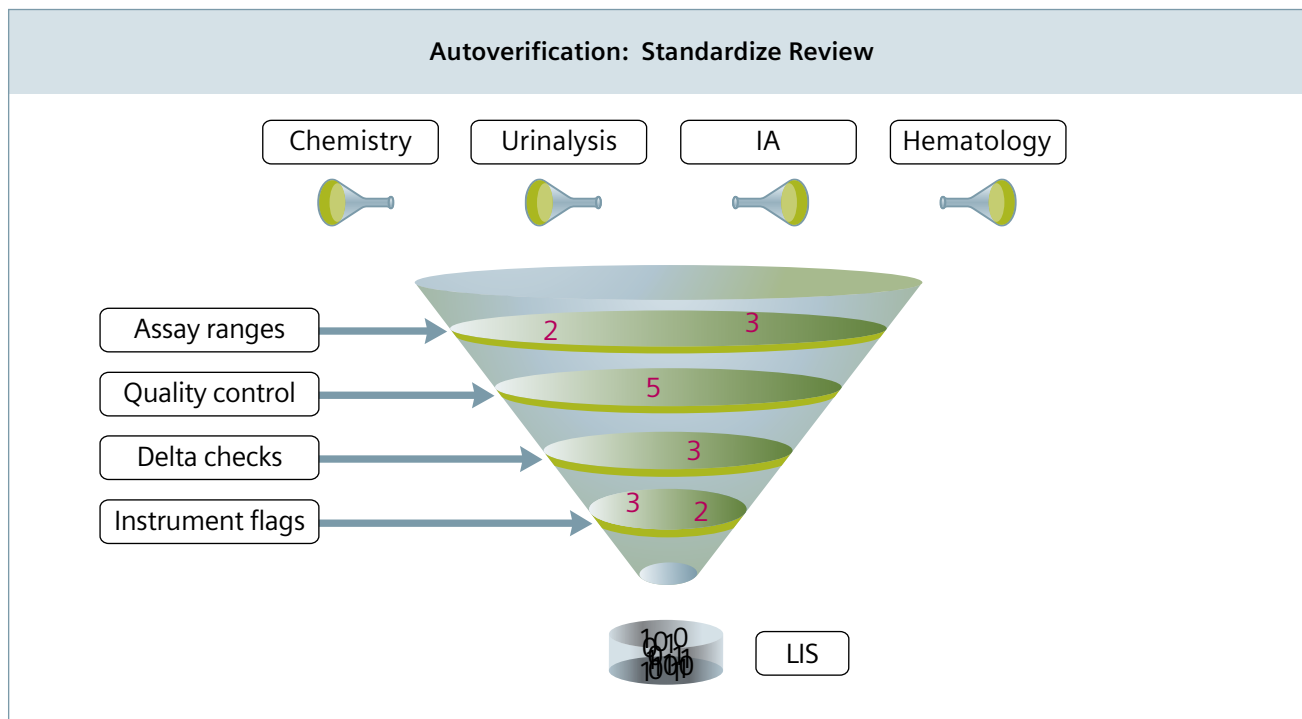 Autoverification: Standardize Review
Chemistry
Urinalysis
IA
Hematology
Assay ranges
2
3
Quality control
5
Delta checks
3
Instrument flags
3
2
LIS